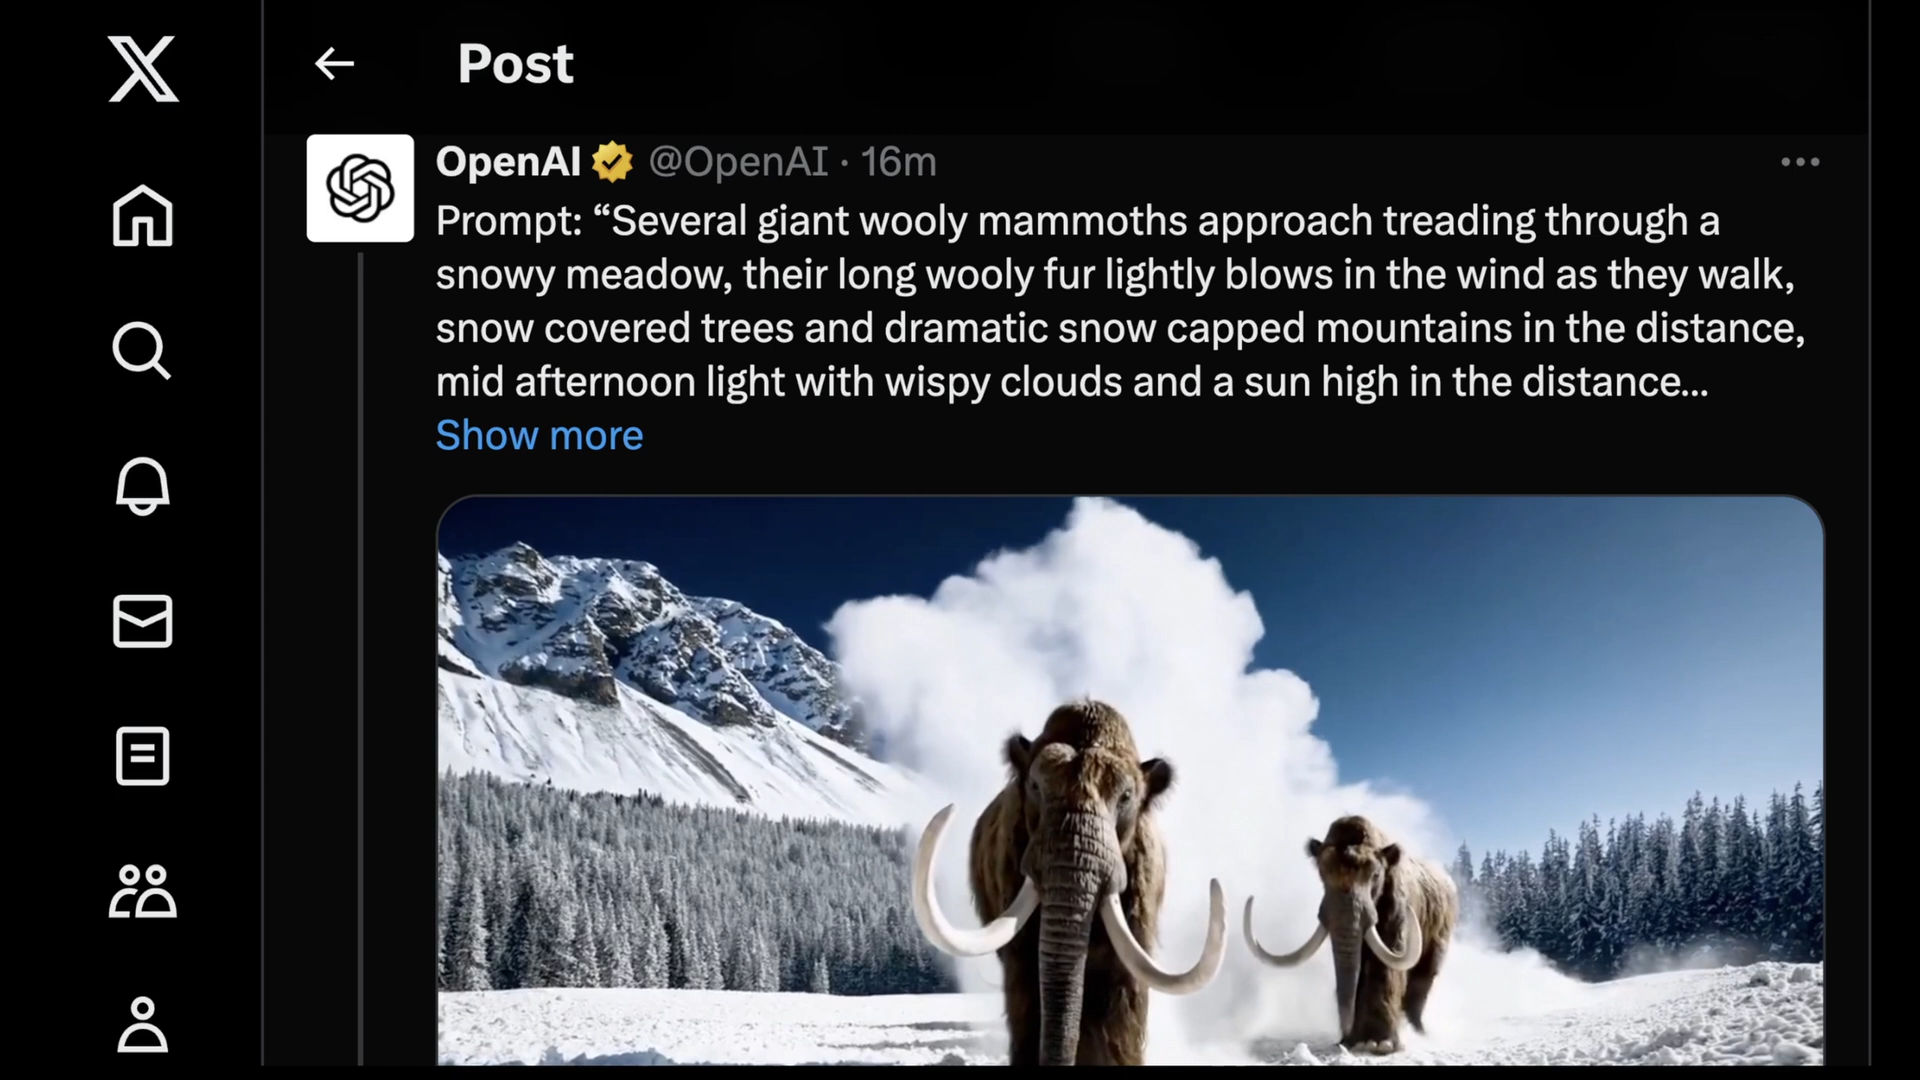 Post
OpenAI @OpenAI · 16m
Prompt: “Several giant wooly mammoths approach treading through a
snowy meadow, their long wooly fur lightly blows in the wind as they walk,
snow covered trees and dramatic snow capped mountains in the distance,
mid afternoon light with wispy clouds and a sun high in the distance...
Show more